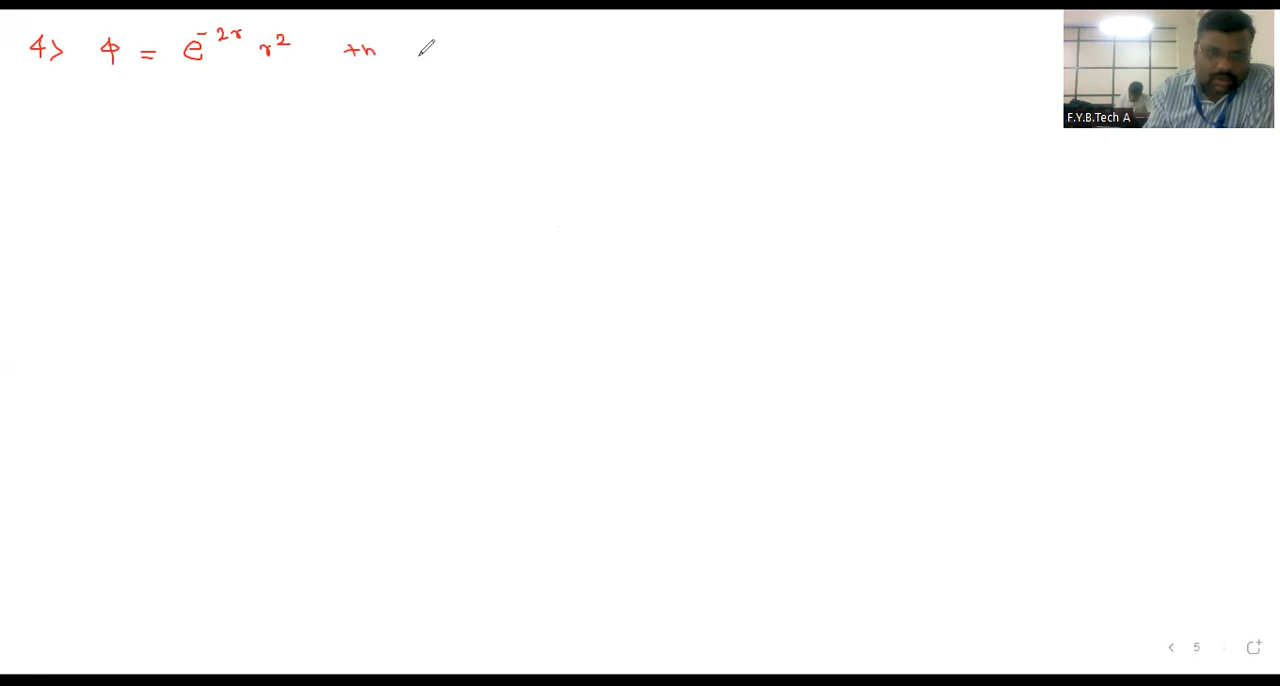 4> φ = e^{-2r} r^2 th
F.Y.B.Tech A
5